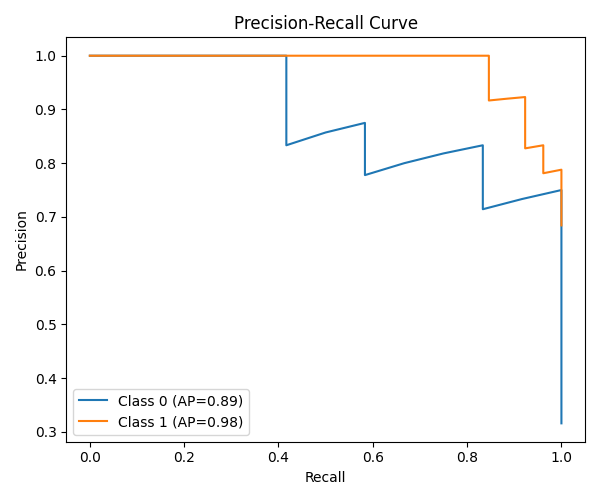 Precision-Recall Curve
Precision
1.0
0.9
0.8
0.7
0.6
0.5
0.4
0.3
Class 0 (AP=0.89)
Class 1 (AP=0.98)
0.0 0.2 0.4 0.6 0.8 1.0
Recall